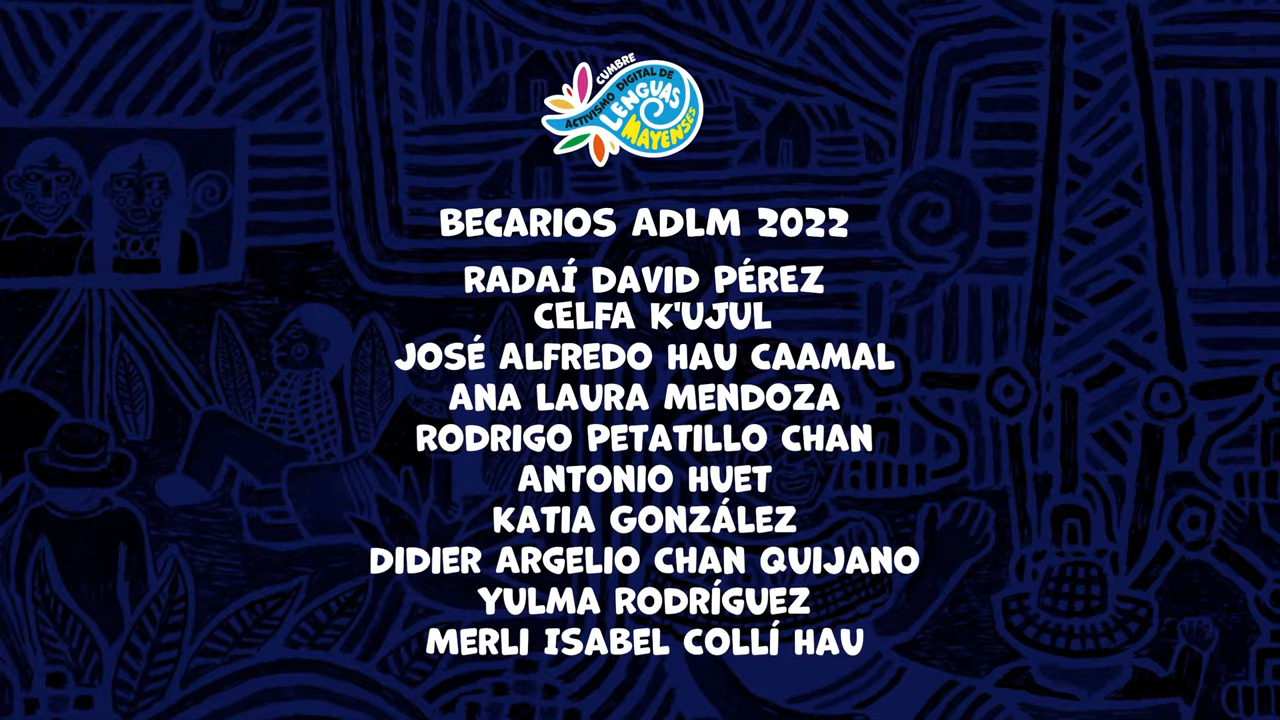 CUMBRE
ACTIVISMO DIGITAL DE
LENGUAS
MAYENSES
BECARIOS ADLM 2022
RADAÍ DAVID PÉREZ
CELFA K'UJUL
JOSÉ ALFREDO HAU CAAMAL
ANA LAURA MENDOZA
RODRIGO PETATILLO CHAN
ANTONIO HUET
KATIA GONZÁLEZ
DIDIER ARGELIO CHAN QUIJANO
YULMA RODRÍGUEZ
MERLI ISABEL COLLÍ HAU